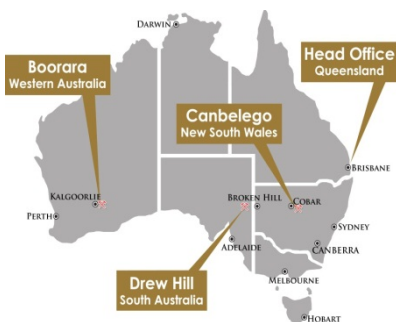 DARWIN
Head Office
Queensland
Boorara
Western Australia
Canbelego
New South Wales
BRISBANE
KALGOORLIE
BROKEN HILL
COBAR
PERTH
SYDNEY
ADELAIDE
CANBERRA
Drew Hill
South Australia
MELBOURNE
HOBART